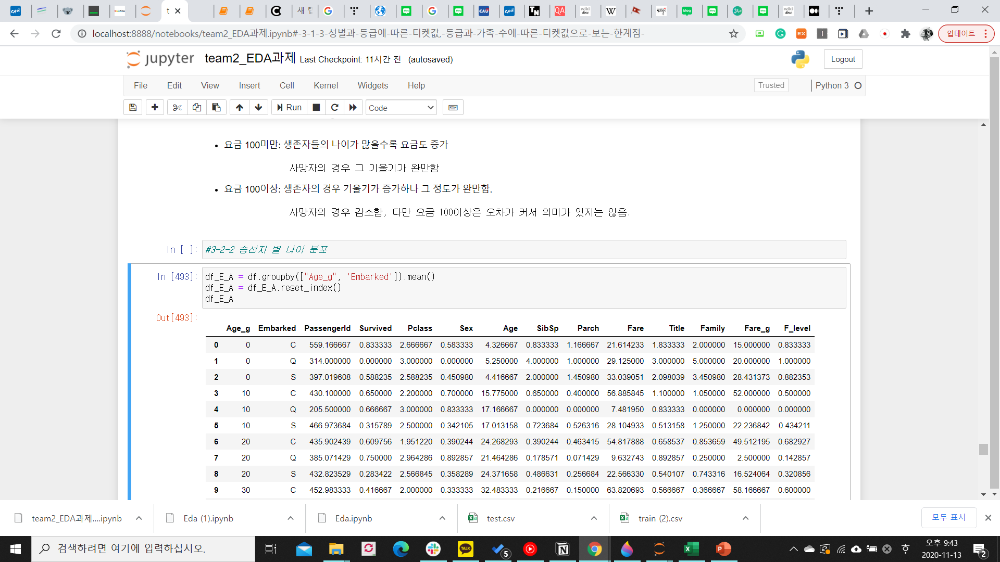 t
새 탭
localhost:8888/notebooks/team2_EDA과제.ipynb#-3-1-3-성별과-등급에-따른-티켓값,-등급과-가족-수에-따른-티켓값으로-보는-한계점-
업데이트
jupyter team2_EDA과제 Last Checkpoint: 11시간 전 (autosaved)
Logout
File Edit View Insert Cell Kernel Widgets Help
Trusted
Python 3
Run
Code
요금 100미만: 생존자들의 나이가 많을수록 요금도 증가
사망자의 경우 그 기울기가 완만함
요금 100이상: 생존자의 경우 기울기가 증가하나 그 정도가 완만함.
사망자의 경우 감소함, 다만 요금 100이상은 오차가 커서 의미가 있지는 않음.
In [ ]: #3-2-2 승선지 별 나이 분포
In [493]: df_E_A = df.groupby(["Age_g", 'Embarked']).mean()
df_E_A = df_E_A.reset_index()
df_E_A
Out[493]:
Age_g Embarked PassengerId Survived Pclass Sex Age SibSp Parch Fare Title Family Fare_g F_level
0 0 C 559.166667 0.833333 2.666667 0.583333 4.326667 0.833333 1.166667 21.614233 1.833333 2.000000 15.000000 0.833333
1 0 Q 314.000000 0.000000 3.000000 0.000000 5.250000 4.000000 1.000000 29.125000 3.000000 5.000000 20.000000 1.000000
2 0 S 397.019608 0.588235 2.588235 0.450980 4.416667 2.000000 1.450980 33.039051 2.098039 3.450980 28.431373 0.882353
3 10 C 430.100000 0.650000 2.200000 0.700000 15.775000 0.650000 0.400000 56.885845 1.100000 1.050000 52.000000 0.500000
4 10 Q 205.500000 0.666667 3.000000 0.833333 17.166667 0.000000 0.000000 7.481950 0.833333 0.000000 0.000000 0.000000
5 10 S 466.973684 0.315789 2.500000 0.342105 17.013158 0.723684 0.526316 28.104933 0.513158 1.250000 22.236842 0.434211
6 20 C 435.902439 0.609756 1.951220 0.390244 24.268293 0.390244 0.463415 54.817888 0.658537 0.853659 49.512195 0.682927
7 20 Q 385.071429 0.750000 2.964286 0.892857 21.464286 0.178571 0.071429 9.632743 0.892857 0.250000 2.500000 0.142857
8 20 S 432.823529 0.283422 2.566845 0.358289 24.371658 0.486631 0.256684 22.566330 0.540107 0.743316 16.524064 0.320856
9 30 C 452.983333 0.416667 2.000000 0.333333 32.483333 0.216667 0.150000 63.820693 0.566667 0.366667 58.166667 0.600000
team2_EDA과제....ipynb
Eda (1).ipynb
Eda.ipynb
test.csv
train (2).csv
모두 표시
검색하려면 여기에 입력하십시오.
TALK
5
오후 9:43
2020-11-13
2